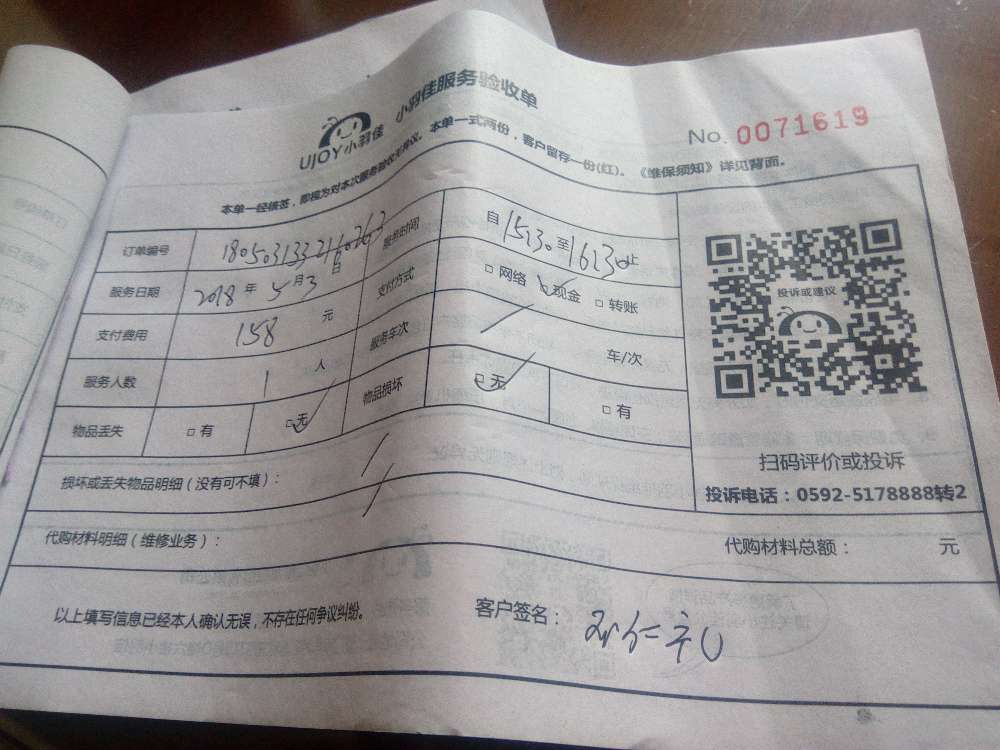 UJOY小羽佳 小羽佳服务验收单
No. 0071619
本单一经核签，即视为对本次服务验收无异议。本单一式两份，客户留存一份(红)。《维保须知》详见背面。
订单编号 180503133216026 服务时间 自15:30至16:30止
服务日期 2018年5月3日 支付方式 □网络 □现金 □转账
支付费用 158元 服务车次 车/次
服务人数 1人 物品损坏 □无 □有
物品丢失 □有 □无
投诉或建议
扫码评价或投诉
投诉电话：0592-5178888转2
损坏或丢失物品明细（没有可不填）：
代购材料明细（维修业务）： 代购材料总额： 元
以上填写信息已经本人确认无误，不存在任何争议纠纷。 客户签名：